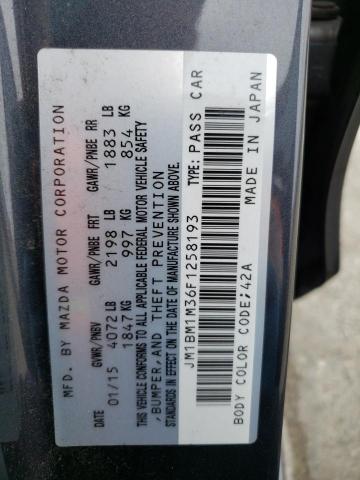 MFD. BY MAZDA MOTOR CORPORATION
DATE GVWR/PNBV GAWR/PNBE FRT GAWR/PNBE RR
01/15 4072 LB 2198 LB 1883 LB
1847 KG 997 KG 854 KG
THIS VEHICLE CONFORMS TO ALL APPLICABLE FEDERAL MOTOR VEHICLE SAFETY
,BUMPER,AND THEFT PREVENTION
STANDARDS IN EFFECT ON THE DATE OF MANUFACTURE SHOWN ABOVE.
JM1BM1M36F1258193 TYPE: PASS CAR
BODY COLOR CODE;42A MADE IN JAPAN